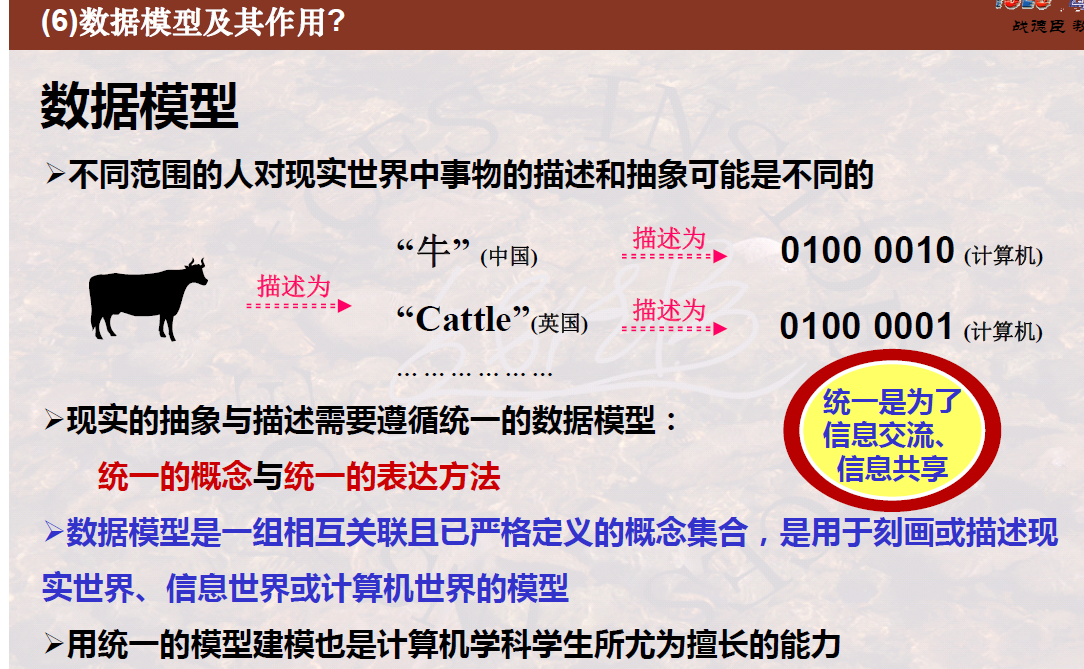 (6)数据模型及其作用?
战德臣 教
数据模型
➢不同范围的人对现实世界中事物的描述和抽象可能是不同的
描述为
“牛” (中国)
描述为
0100 0010 (计算机)
“Cattle”(英国)
描述为
0100 0001 (计算机)
… … … … … …
➢现实的抽象与描述需要遵循统一的数据模型：
统一的概念与统一的表达方法
统一是为了
信息交流、
信息共享
➢数据模型是一组相互关联且已严格定义的概念集合，是用于刻画或描述现
实世界、信息世界或计算机世界的模型
➢用统一的模型建模也是计算机学科学生所尤为擅长的能力